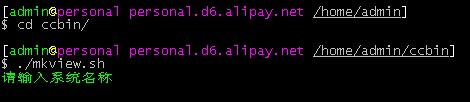 [admin@personal personal.d6.alipay.net /home/admin]
$ cd ccbin/
[admin@personal personal.d6.alipay.net /home/admin/ccbin]
$ ./mkview.sh
请输入系统名称